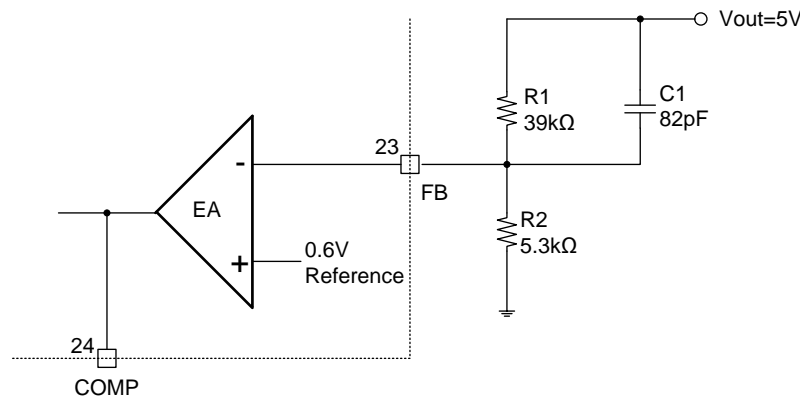 Vout=5V
R1
39kΩ
C1
82pF
23
-
FB
EA
R2
5.3kΩ
+
0.6V
Reference
24
COMP